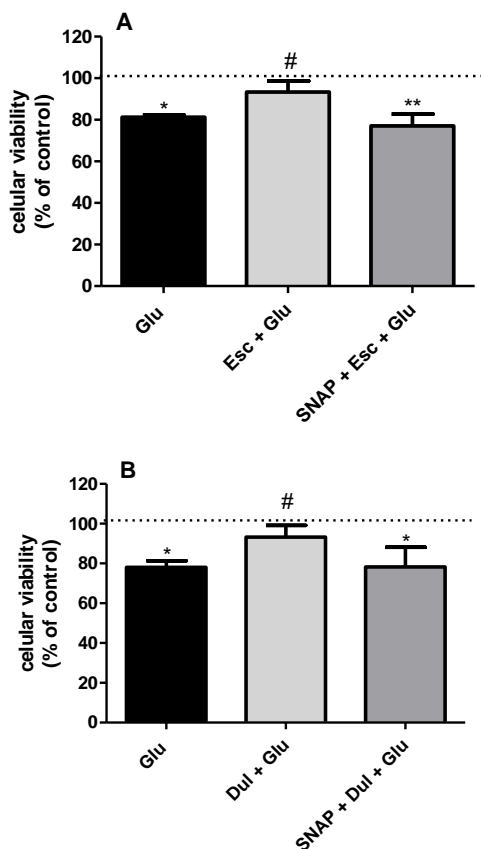 A
120
100
80
60
40
20
0
celular viability
(% of control)
*
#
**
Glu
Esc + Glu
SNAP + Esc + Glu
B
120
100
80
60
40
20
0
celular viability
(% of control)
*
#
*
Glu
Dul + Glu
SNAP + Dul + Glu